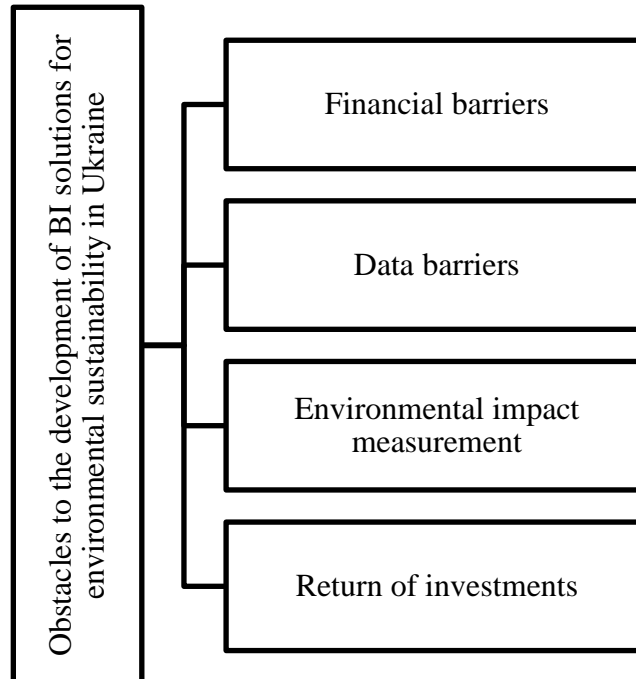 Obstacles to the development of BI solutions for
environmental sustainability in Ukraine
Financial barriers
Data barriers
Environmental impact
measurement
Return of investments